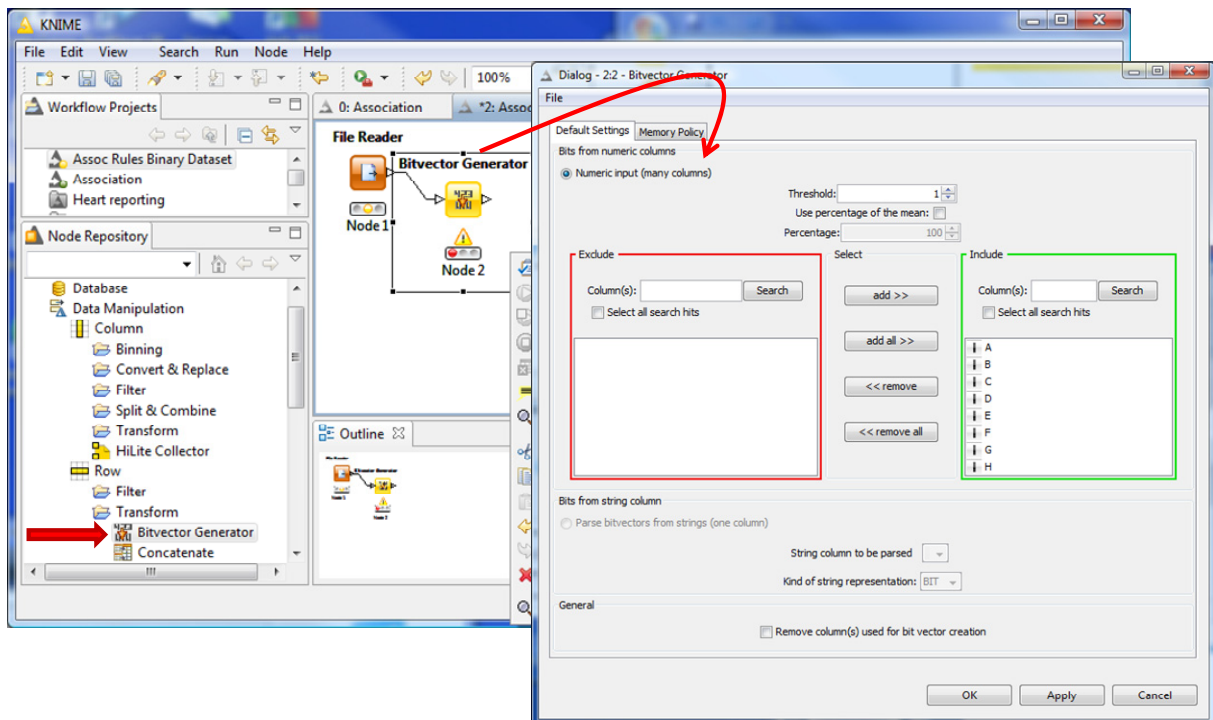 KNIME
File Edit View Search Run Node Help
100%
Workflow Projects
Assoc Rules Binary Dataset
Association
Heart reporting
Node Repository
Database
Data Manipulation
Column
Binning
Convert & Replace
Filter
Split & Combine
Transform
HiLite Collector
Row
Filter
Transform
Bitvector Generator
Concatenate
0: Association
*2: Assoc
File Reader
Bitvector Generator
Node 1
Node 2
Outline
Dialog - 2:2 - Bitvector Generator
File
Default Settings Memory Policy
Bits from numeric columns
Numeric input (many columns)
Threshold: 1
Use percentage of the mean:
Percentage: 100
Exclude
Column(s): Search
Select all search hits
Select
add >>
add all >>
<< remove
<< remove all
Include
Column(s): Search
Select all search hits
A
B
C
D
E
F
G
H
Bits from string column
Parse bitvectors from strings (one column)
String column to be parsed
Kind of string representation: BIT
General
Remove column(s) used for bit vector creation
OK Apply Cancel